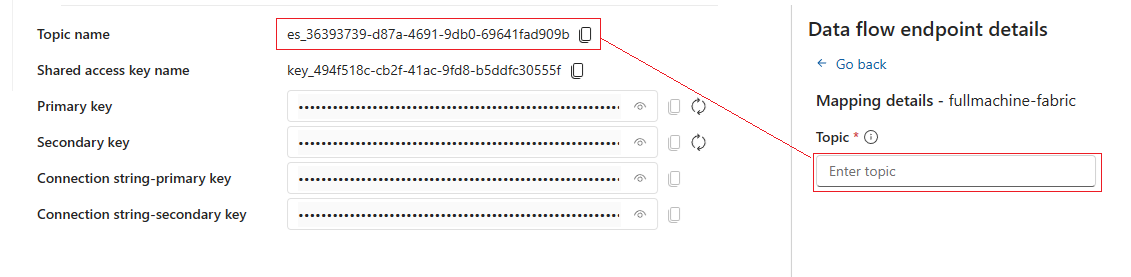 Topic name
es_36393739-d87a-4691-9db0-69641fad909b
Shared access key name
key_494f518c-cb2f-41ac-9fd8-b5ddfc30555f
Primary key
Secondary key
Connection string-primary key
Connection string-secondary key
Data flow endpoint details
Go back
Mapping details - fullmachine-fabric
Topic *
Enter topic